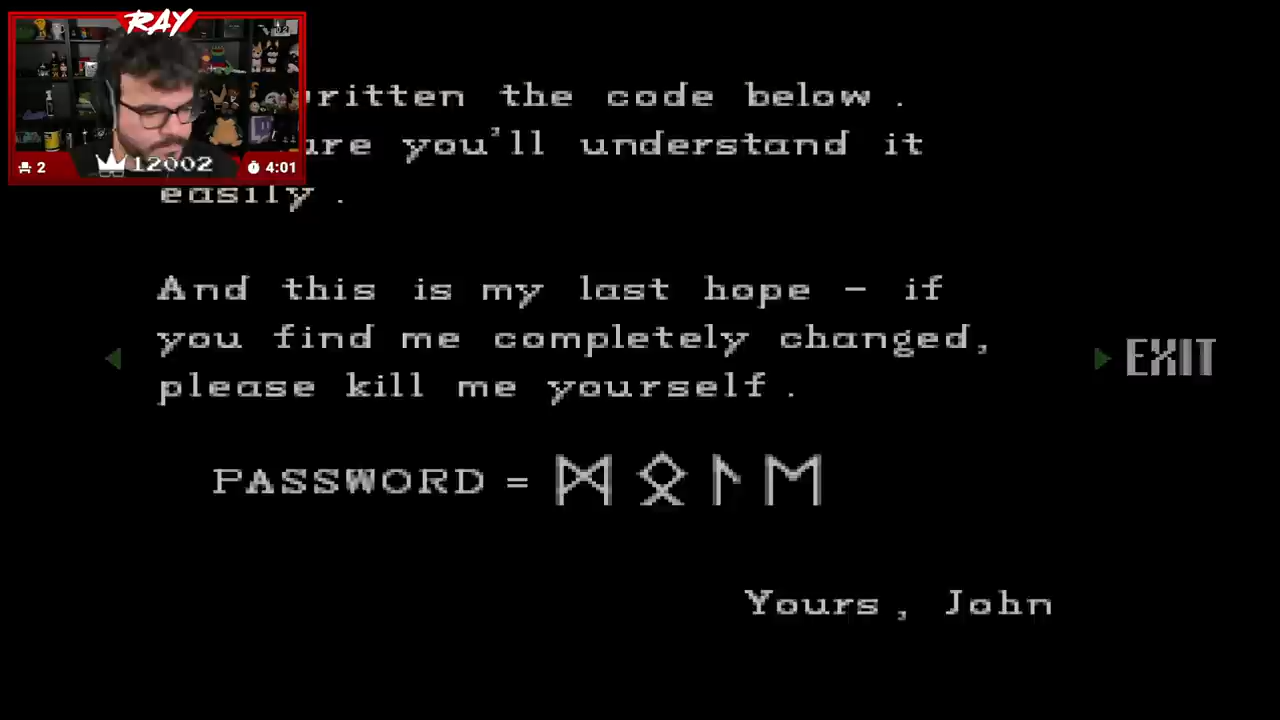 RAY
written the code below.
you'll understand it
2
12002
4:01
easily.
And this is my last hope - if
you find me completely changed,
please kill me yourself.
EXIT
PASSWORD = ᛞᛟᚨᛖ
Yours, John